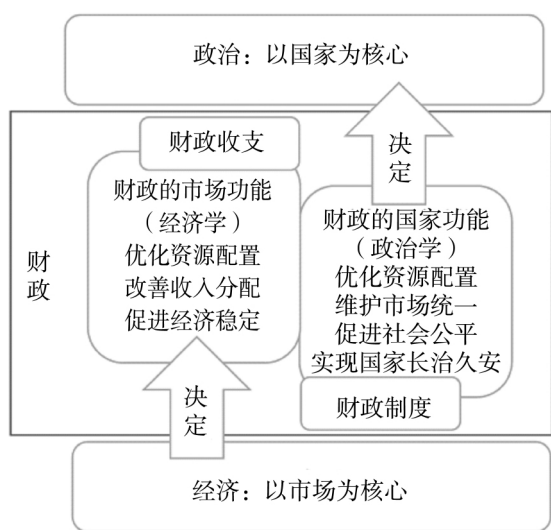 政治：以国家为核心
财政收支
决定
财政的市场功能
（经济学）
优化资源配置
改善收入分配
促进经济稳定
财政的国家功能
（政治学）
优化资源配置
维护市场统一
促进社会公平
实现国家长治久安
财政
决定
财政制度
经济：以市场为核心